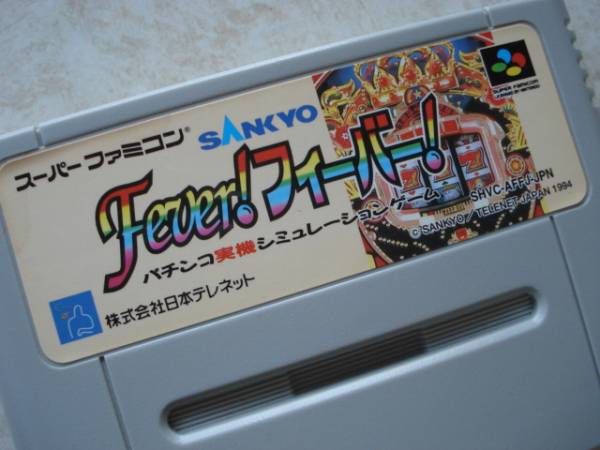 スーパーファミコン®
SANKYO
Fever!フィーバー!
パチンコ実機シミュレーションゲーム
SHVC-AFFJ-JPN
© SANKYO / TELENET JAPAN 1994
株式会社日本テレネット
SUPER FAMICOM